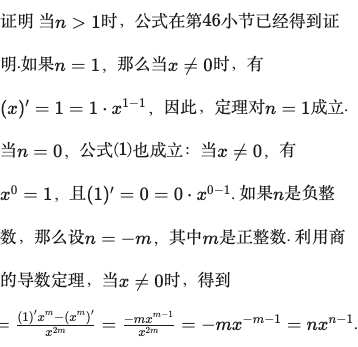 证明 当n > 1时，公式在第46小节已经得到证
明.如果n = 1，那么当x ≠ 0时，有
(x)′ = 1 = 1 · x^{1−1}，因此，定理对n = 1成立.
当n = 0，公式(1)也成立：当x ≠ 0，有
x^0 = 1，且(1)′ = 0 = 0 · x^{0−1}. 如果n是负整
数，那么设n = −m，其中m是正整数. 利用商
的导数定理，当x ≠ 0时，得到
= \frac{(1)′x^m−(x^m)′}{x^{2m}} = \frac{−mx^{m−1}}{x^{2m}} = −mx^{−m−1} = nx^{n−1}.